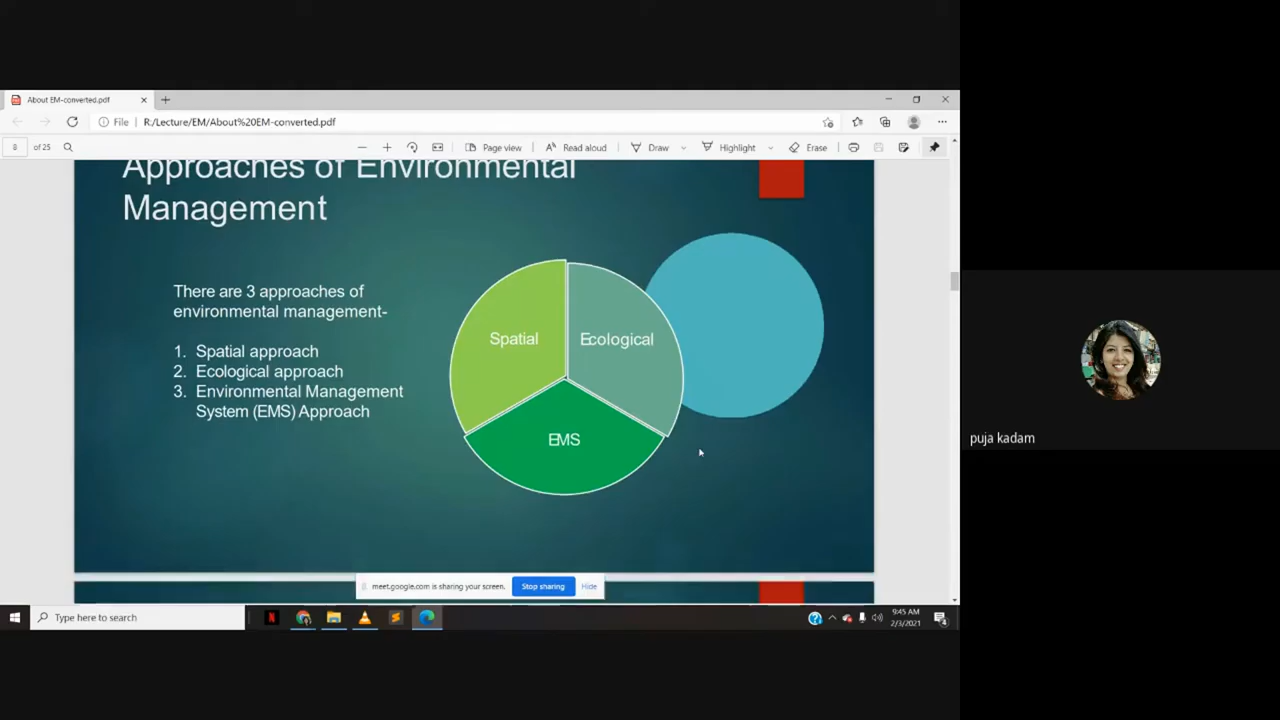 About EM-converted.pdf
File
R:/Lecture/EM/About%20EM-converted.pdf
8 of 25
Page view
Read aloud
Draw
Highlight
Erase
Approaches of Environmental
Management
There are 3 approaches of
environmental management-
1. Spatial approach
2. Ecological approach
3. Environmental Management
System (EMS) Approach
Spatial
Ecological
EMS
puja kadam
meet.google.com is sharing your screen.
Stop sharing
Hide
Type here to search
9:45 AM
2/3/2021